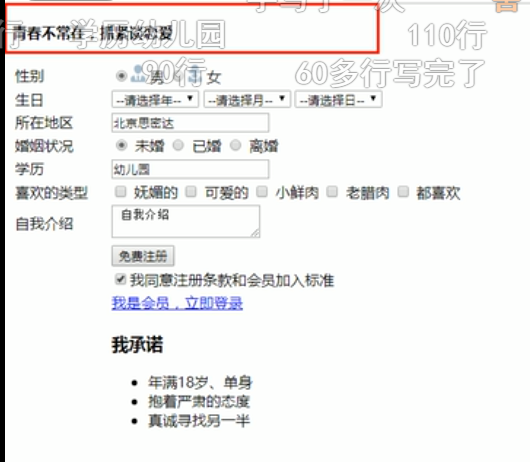 学历幼儿园 110行
青春不常在，抓紧谈恋爱
90行 60多行写完了
性别 男 女
生日 --请选择年-- --请选择月-- --请选择日--
所在地区 北京思密达
婚姻状况 未婚 已婚 离婚
学历 幼儿园
喜欢的类型 妩媚的 可爱的 小鲜肉 老腊肉 都喜欢
自我介绍 自我介绍
免费注册
我同意注册条款和会员加入标准
我是会员，立即登录
我承诺
年满18岁、单身
抱着严肃的态度
真诚寻找另一半